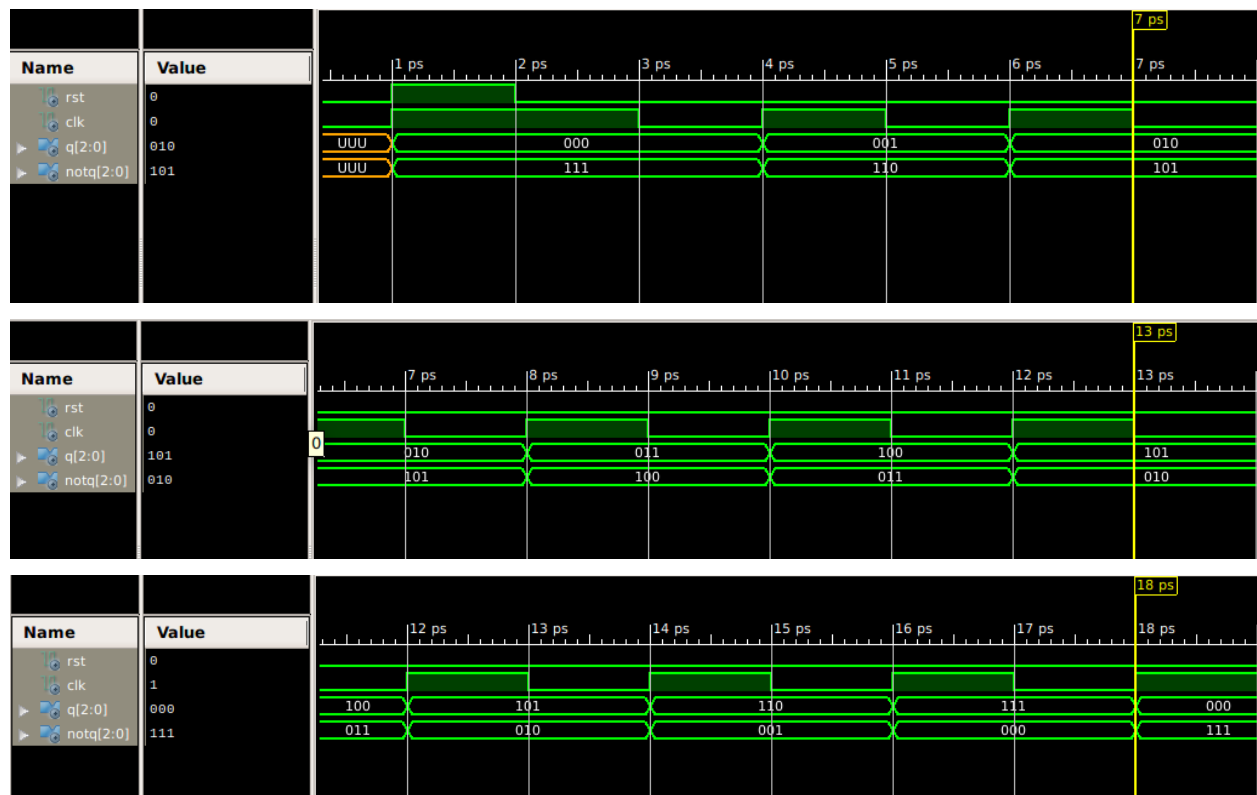 7 ps
Name Value 1 ps 2 ps 3 ps 4 ps 5 ps 6 ps 7 ps
rst 0
clk 0
q[2:0] 010 UUU 000 001 010
notq[2:0] 101 UUU 111 110 101
13 ps
Name Value 7 ps 8 ps 9 ps 10 ps 11 ps 12 ps 13 ps
rst 0
clk 0
0
q[2:0] 101 010 011 100 101
notq[2:0] 010 101 100 011 010
18 ps
Name Value 12 ps 13 ps 14 ps 15 ps 16 ps 17 ps 18 ps
rst 0
clk 1
q[2:0] 000 100 101 110 111 000
notq[2:0] 111 011 010 001 000 111